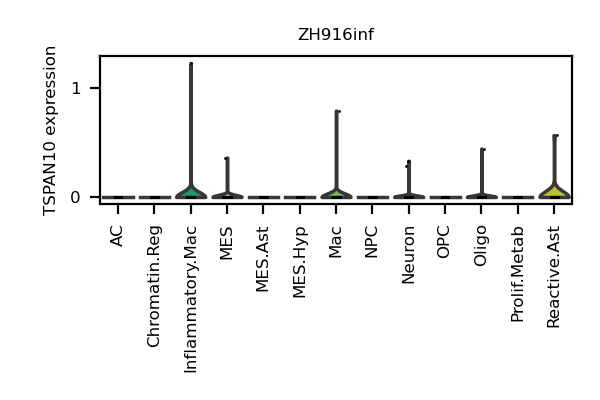 ZH916inf
TSPAN10 expression
1
0
AC
Chromatin.Reg
Inflammatory.Mac
MES
MES.Ast
MES.Hyp
Mac
NPC
Neuron
OPC
Oligo
Prolif.Metab
Reactive.Ast